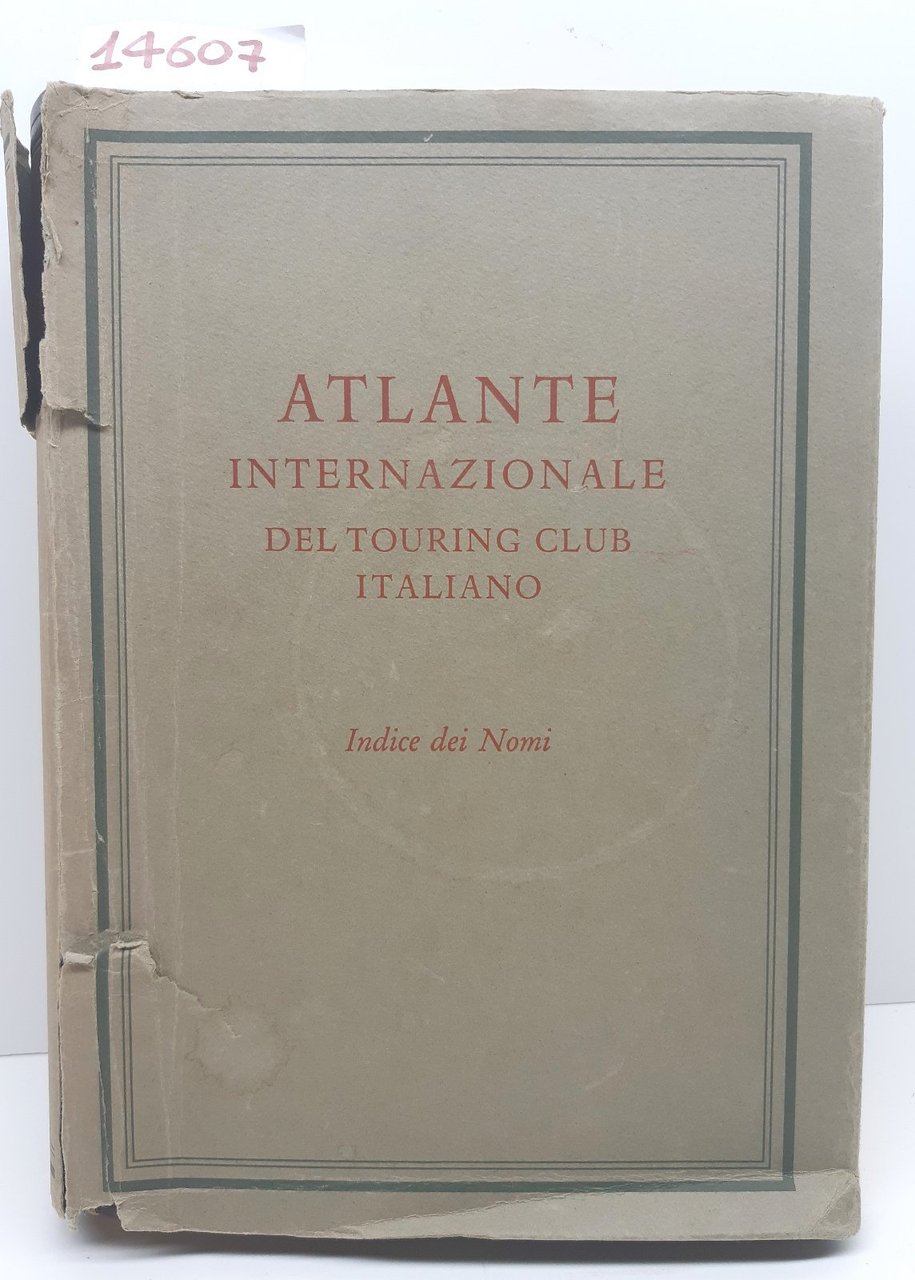 14607
ATLANTE
INTERNAZIONALE
DEL TOURING CLUB
ITALIANO
Indice dei Nomi